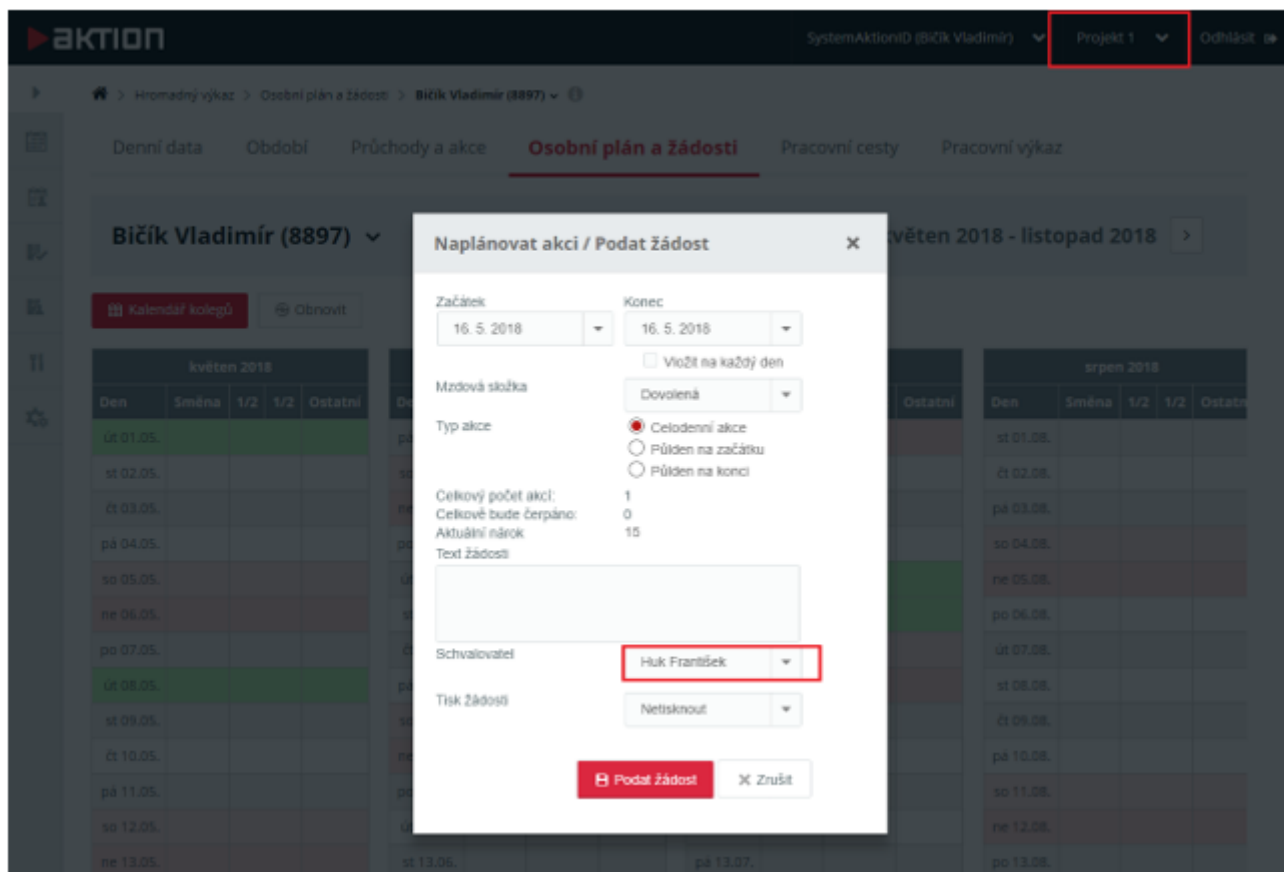 aktion
SystemAktionID (Bičík Vladimír) Projekt 1 Odhlásit
> Hromadný výkaz > Osobní plán a žádosti > Bičík Vladimír (8897)
Denní data Období Průchody a akce Osobní plán a žádosti Pracovní cesty Pracovní výkaz
Bičík Vladimír (8897) květen 2018 - listopad 2018
Kalendář kolegů Obnovit
Naplánovat akci / Podat žádost
Začátek Konec
16. 5. 2018 16. 5. 2018
Vložit na každý den
Mzdová složka Dovolená
Typ akce Celodenní akce
Půlden na začátku
Půlden na konci
Celkový počet akcí: 1
Celkově bude čerpáno: 0
Aktuální nárok 15
Text žádosti
Schvalovatel Huk František
Tisk žádosti Netisknout
Podat žádost Zrušit
květen 2018
Den Směna 1/2 1/2 Ostatní
út 01.05.
st 02.05.
čt 03.05.
pá 04.05.
so 05.05.
ne 06.05.
po 07.05.
út 08.05.
st 09.05.
čt 10.05.
pá 11.05.
so 12.05.
ne 13.05.
st 13.06.
Ostatní
pá 13.07.
srpen 2018
Den Směna 1/2 1/2 Ostatn
st 01.08.
čt 02.08.
pá 03.08.
so 04.08.
ne 05.08.
po 06.08.
út 07.08.
st 08.08.
čt 09.08.
pá 10.08.
so 11.08.
ne 12.08.
po 13.08.